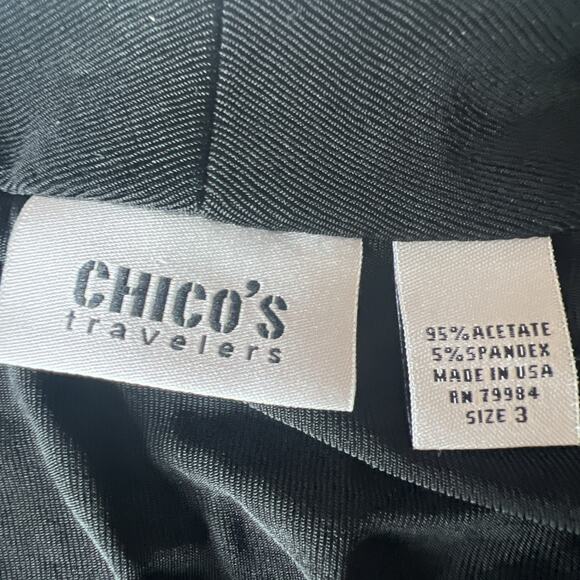 CHICO'S
travelers
95% ACETATE
5% SPANDEX
MADE IN USA
RN 79984
SIZE 3